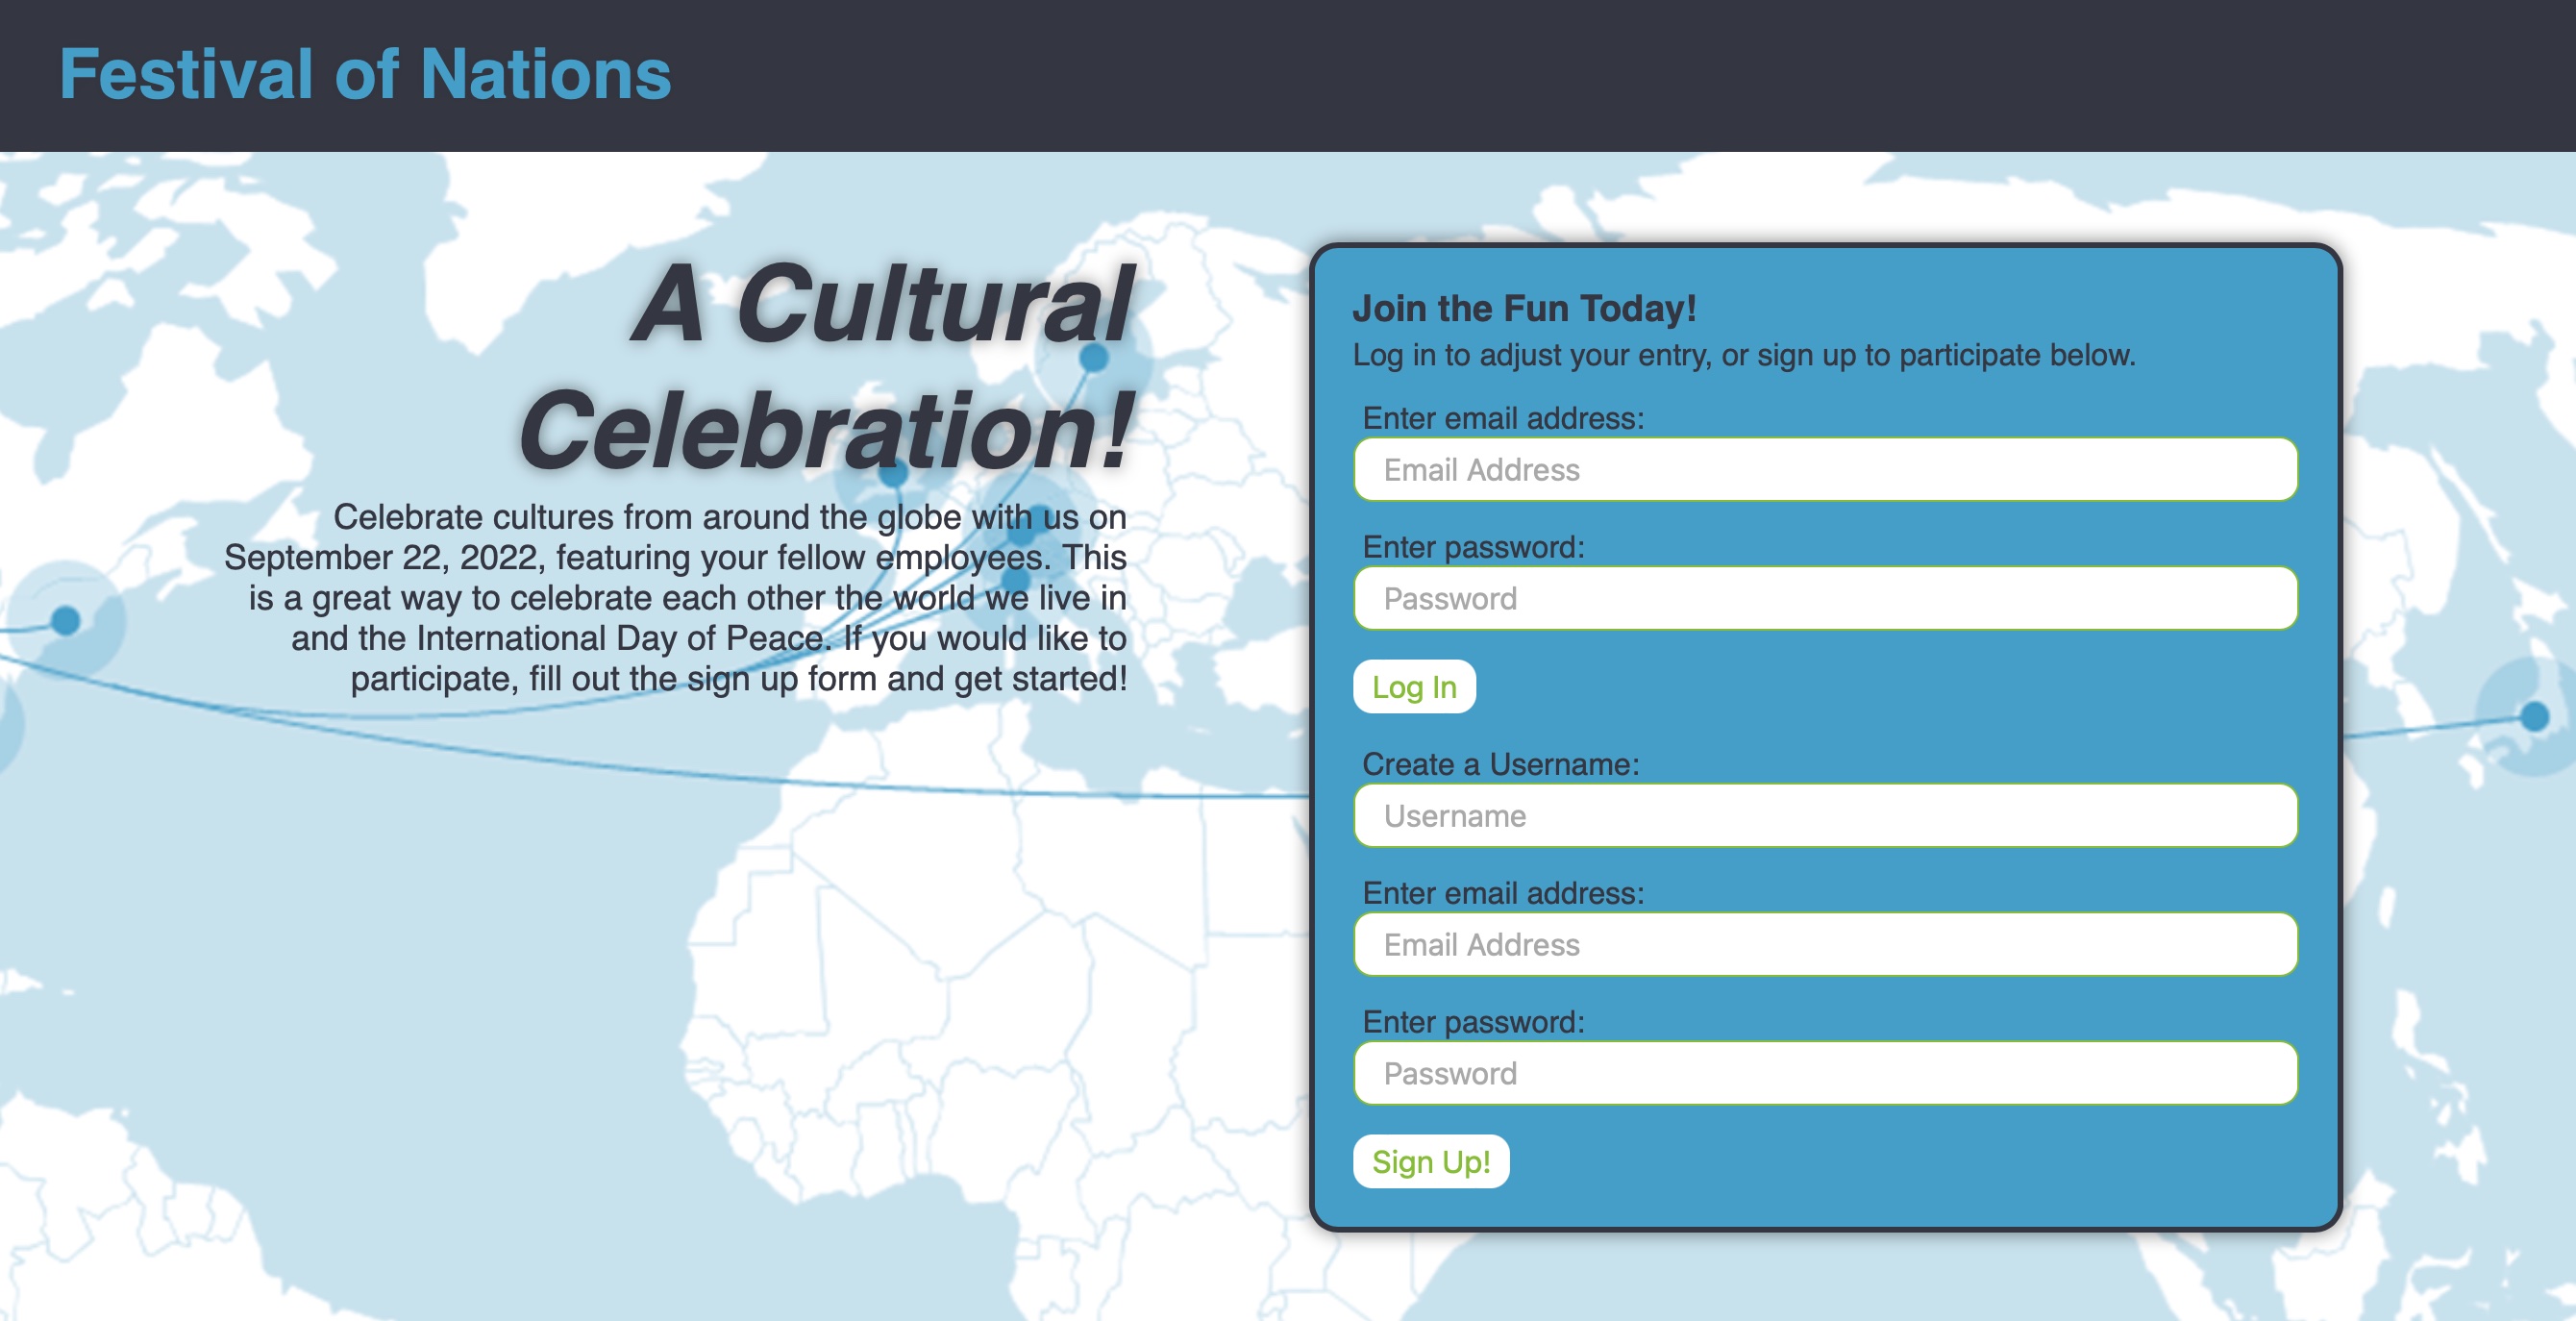 Festival of Nations
A Cultural
Celebration!
Celebrate cultures from around the globe with us on
September 22, 2022, featuring your fellow employees. This
is a great way to celebrate each other the world we live in
and the International Day of Peace. If you would like to
participate, fill out the sign up form and get started!
Join the Fun Today!
Log in to adjust your entry, or sign up to participate below.
Enter email address:
Email Address
Enter password:
Password
Log In
Create a Username:
Username
Enter email address:
Email Address
Enter password:
Password
Sign Up!